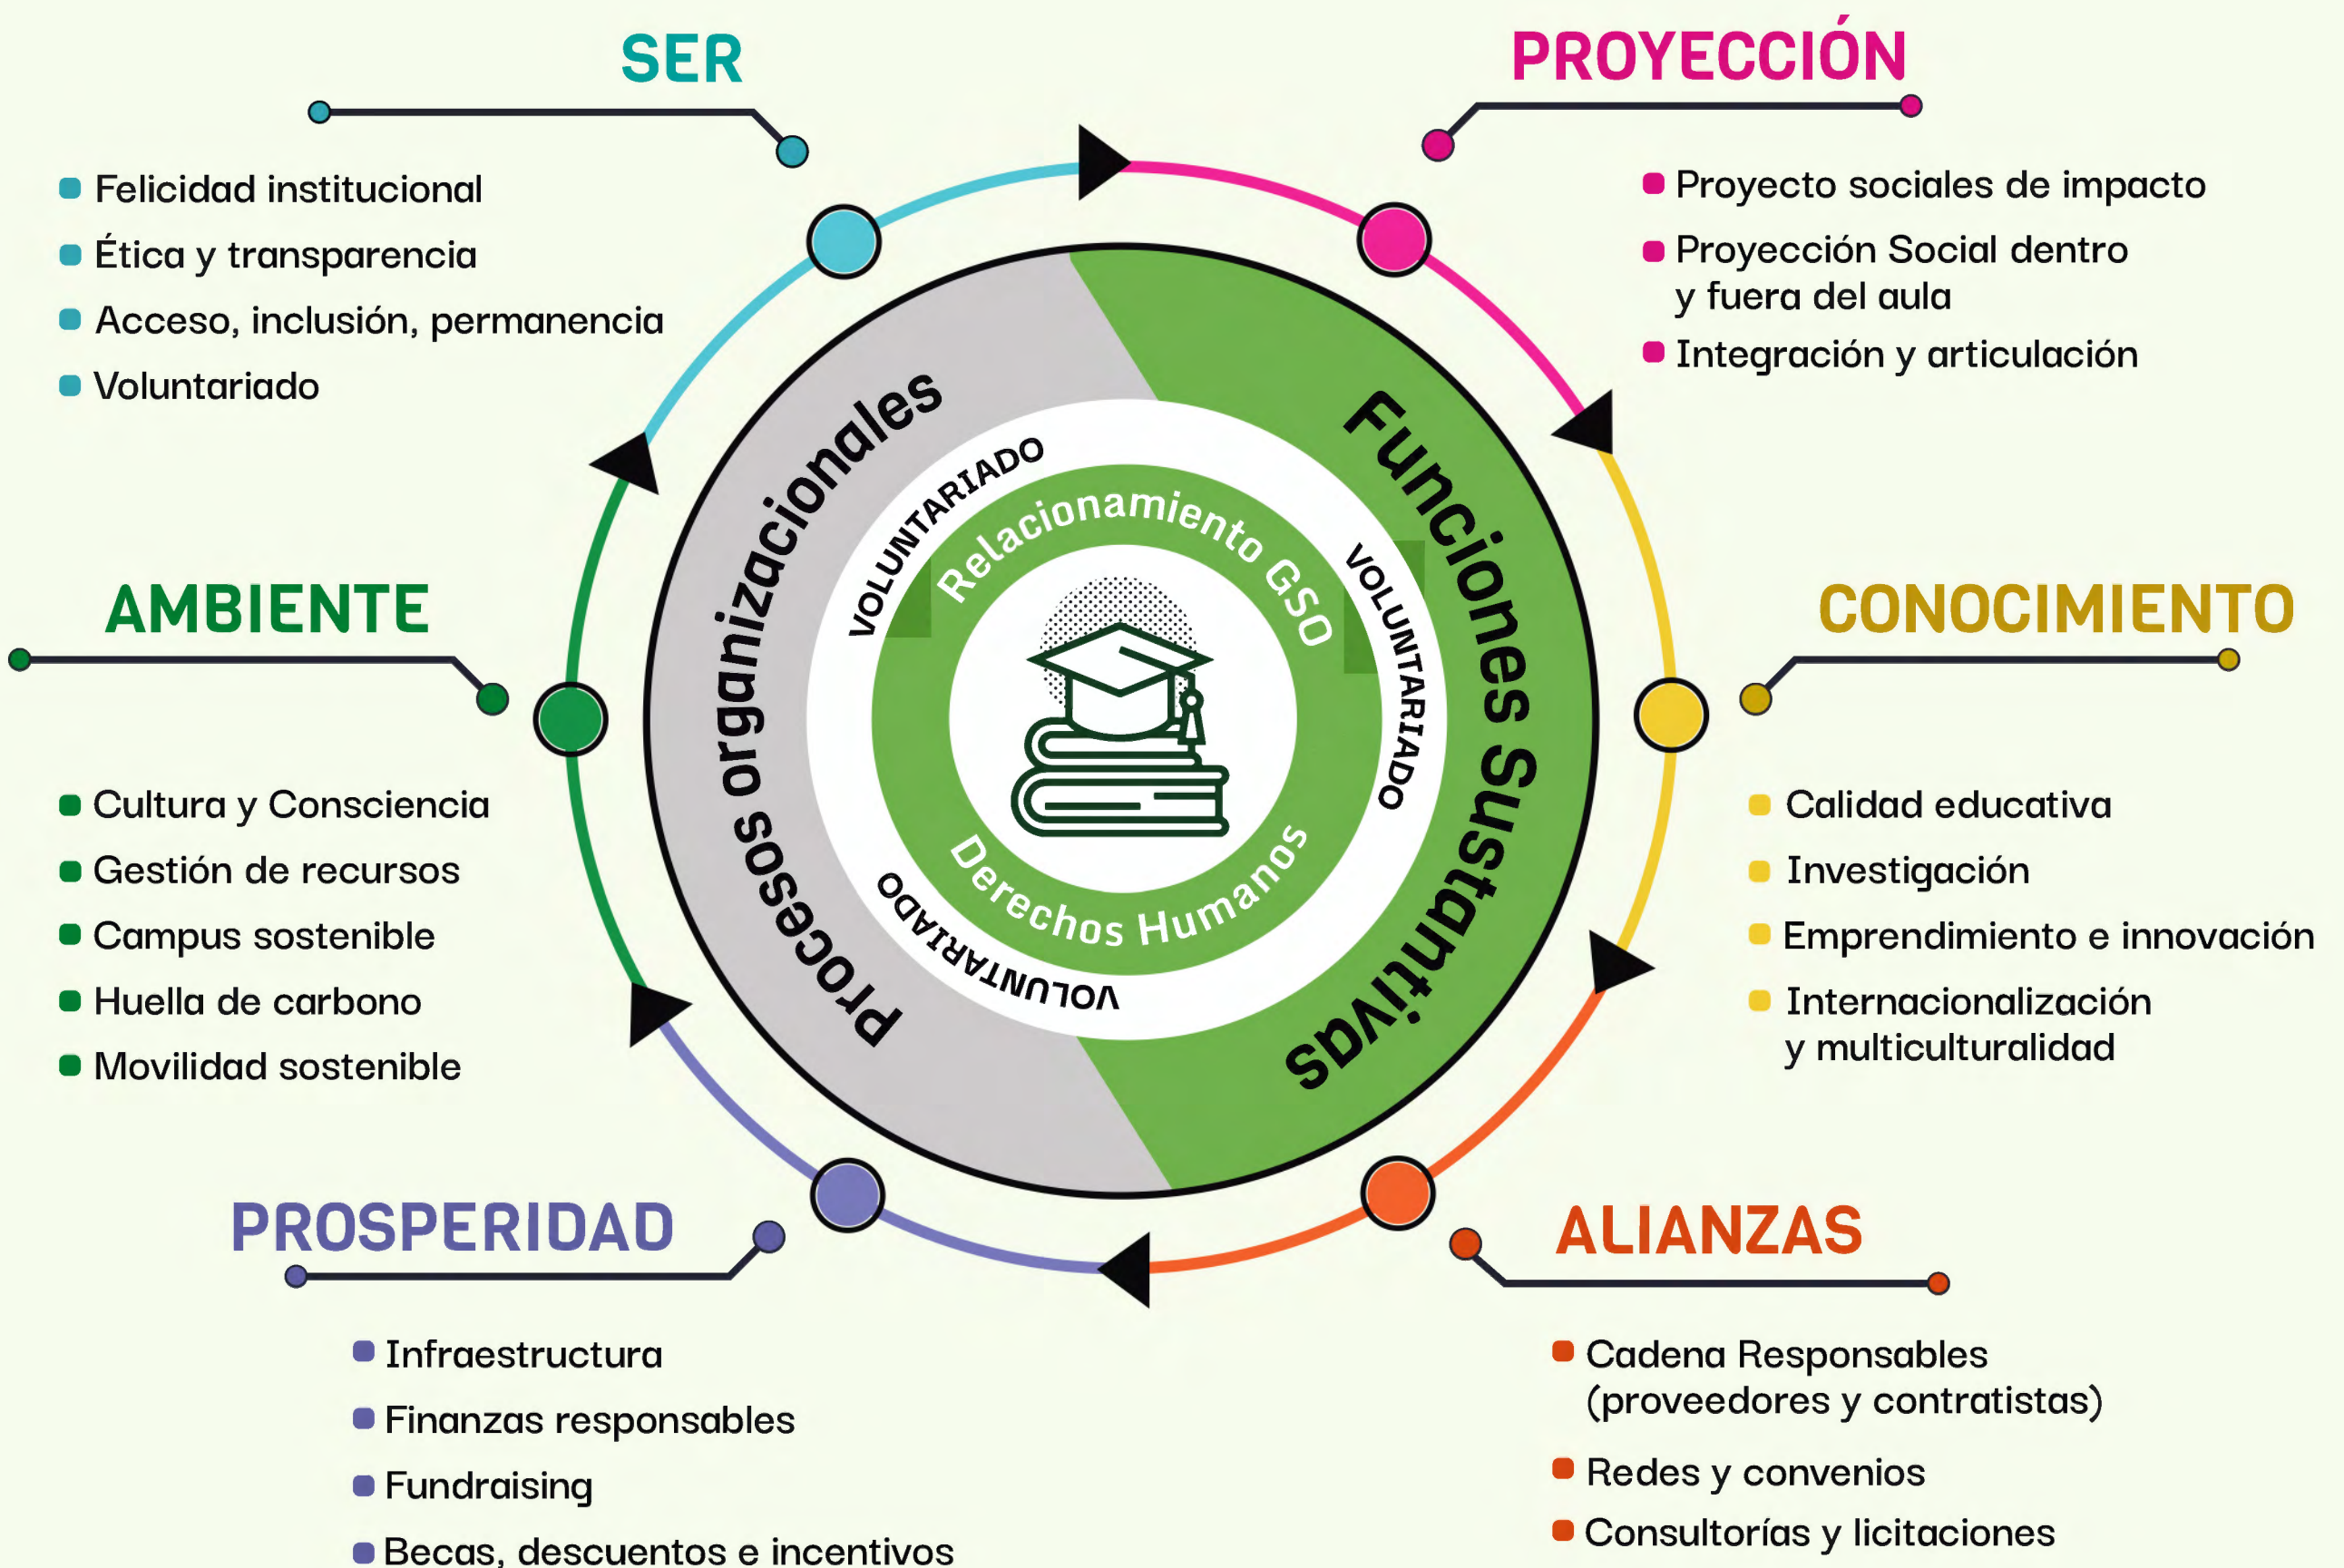 SER
Felicidad institucional
Ética y transparencia
Acceso, inclusión, permanencia
Voluntariado
PROYECCIÓN
Proyecto sociales de impacto
Proyección Social dentro
y fuera del aula
Integración y articulación
AMBIENTE
Cultura y Consciencia
Gestión de recursos
Campus sostenible
Huella de carbono
Movilidad sostenible
Procesos organizacionales
Funciones Sustantivas
VOLUNTARIADO
VOLUNTARIADO
VOLUNTARIADO
Relacionamiento GSO
Derechos Humanos
CONOCIMIENTO
Calidad educativa
Investigación
Emprendimiento e innovación
Internacionalización
y multiculturalidad
PROSPERIDAD
Infraestructura
Finanzas responsables
Fundraising
Becas, descuentos e incentivos
ALIANZAS
Cadena Responsables
(proveedores y contratistas)
Redes y convenios
Consultorías y licitaciones